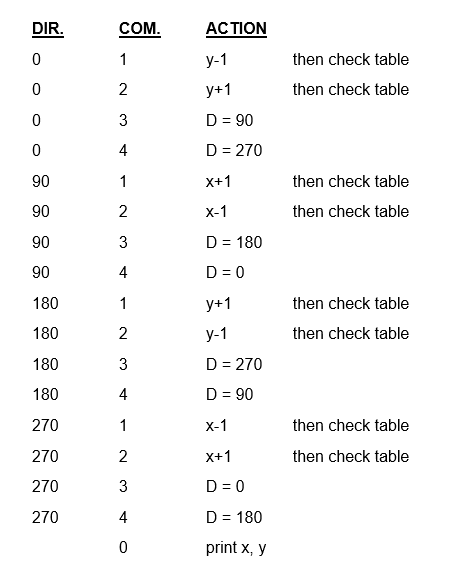 DIR. COM. ACTION
0 1 y-1 then check table
0 2 y+1 then check table
0 3 D = 90
0 4 D = 270
90 1 x+1 then check table
90 2 x-1 then check table
90 3 D = 180
90 4 D = 0
180 1 y+1 then check table
180 2 y-1 then check table
180 3 D = 270
180 4 D = 90
270 1 x-1 then check table
270 2 x+1 then check table
270 3 D = 0
270 4 D = 180
0 print x, y